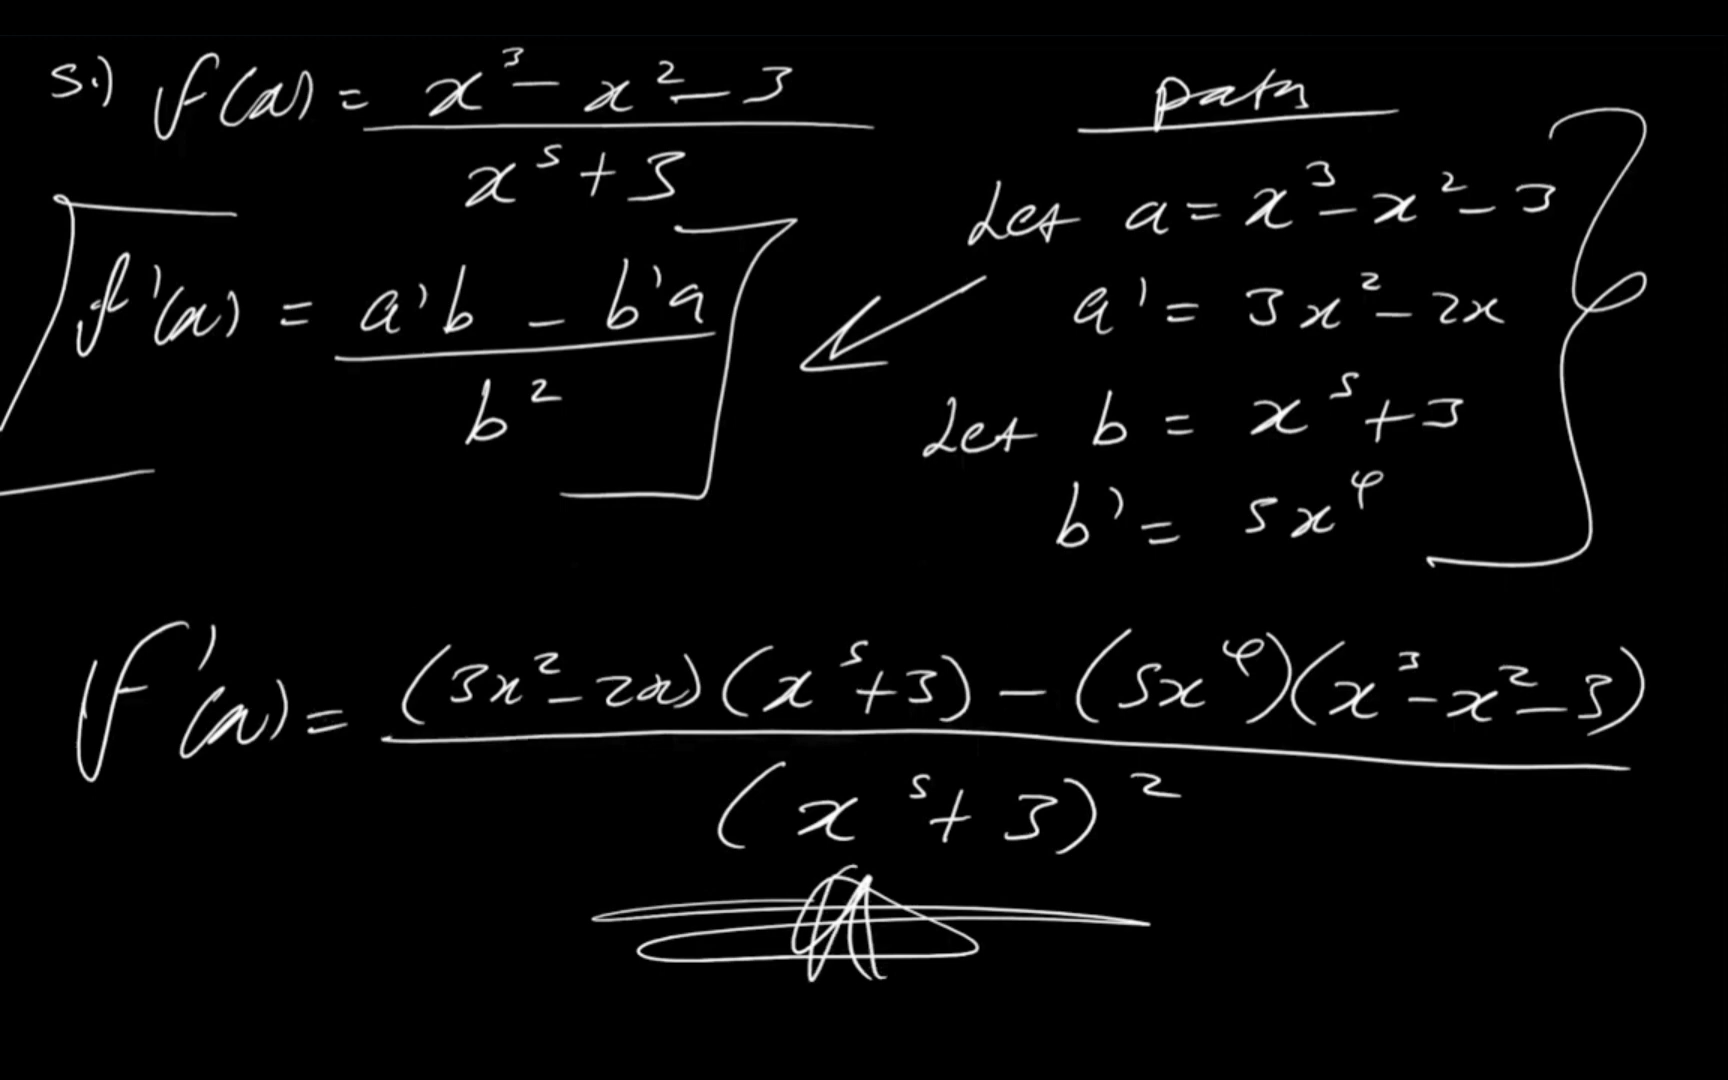 5.) f(x) = (x³ - x² - 3) / (x⁵ + 3)
f'(x) = (a'b - b'a) / b²
path
Let a = x³ - x² - 3
a' = 3x² - 2x
Let b = x⁵ + 3
b' = 5x⁴
f'(x) = ((3x² - 2x)(x⁵ + 3) - (5x⁴)(x³ - x² - 3)) / (x⁵ + 3)²